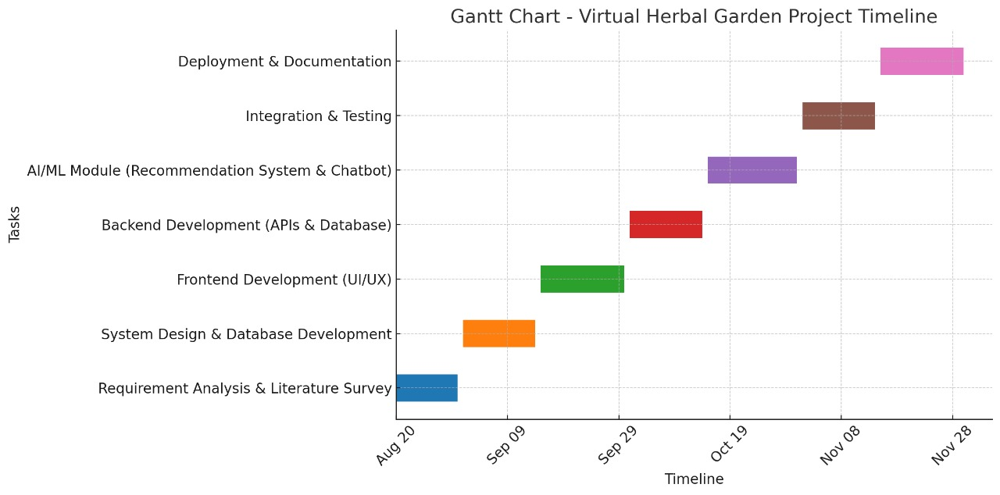 Gantt Chart - Virtual Herbal Garden Project Timeline
Deployment & Documentation
Integration & Testing
AI/ML Module (Recommendation System & Chatbot)
Backend Development (APIs & Database)
Frontend Development (UI/UX)
System Design & Database Development
Requirement Analysis & Literature Survey
Tasks
Aug 20
Sep 09
Sep 29
Oct 19
Nov 08
Nov 28
Timeline